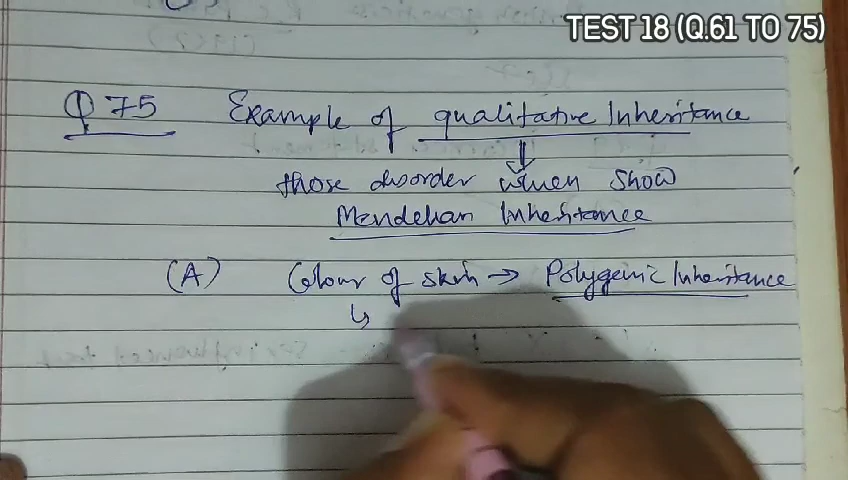 TEST 18 (Q.61 TO 75)
Q 75 Example of qualitative Inheritance
those disorder when show
Mendelian Inheritance
(A) Colour of skin → Polygenic Inheritance
↳